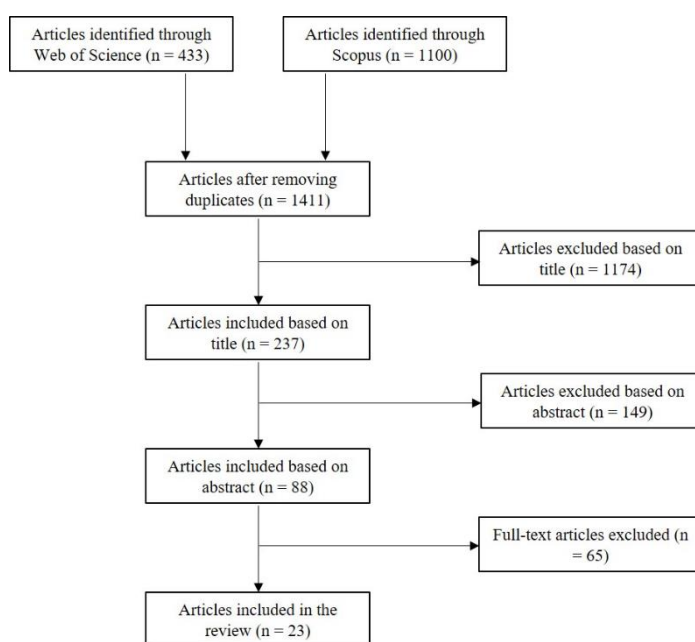 Articles identified through
Web of Science (n = 433)
Articles identified through
Scopus (n = 1100)
Articles after removing
duplicates (n = 1411)
Articles excluded based on
title (n = 1174)
Articles included based on
title (n = 237)
Articles excluded based on
abstract (n = 149)
Articles included based on
abstract (n = 88)
Full-text articles excluded (n
= 65)
Articles included in the
review (n = 23)